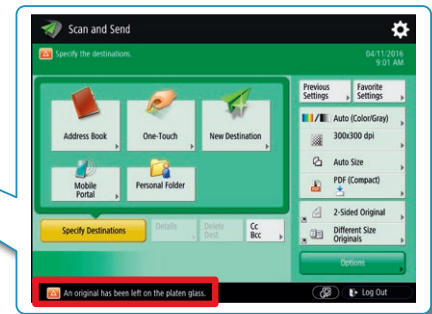 Scan and Send
Specify the destinations.
04/11/2016
9:01 AM
Address Book
One-Touch
New Destination
Mobile
Portal
Personal Folder
Specify Destinations
Details
Delete
Dest.
Cc
Bcc
Previous
Settings
Favorite
Settings
Auto (Color/Gray)
300x300 dpi
Auto Size
PDF (Compact)
2-Sided Original
Different Size
Originals
Options
An original has been left on the platen glass.
Log Out